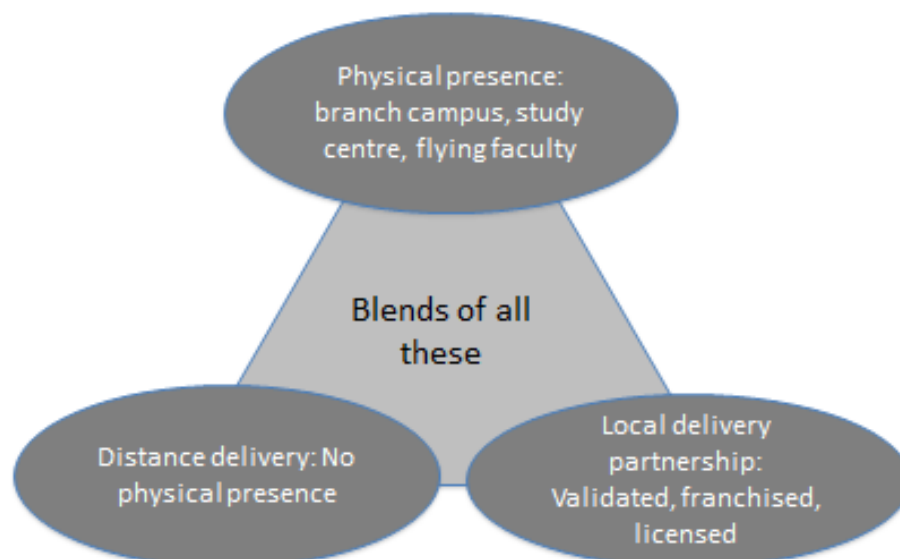 Physical presence:
branch campus, study
centre, flying faculty
Blends of all
these
Distance delivery: No
physical presence
Local delivery
partnership:
Validated, franchised,
licensed